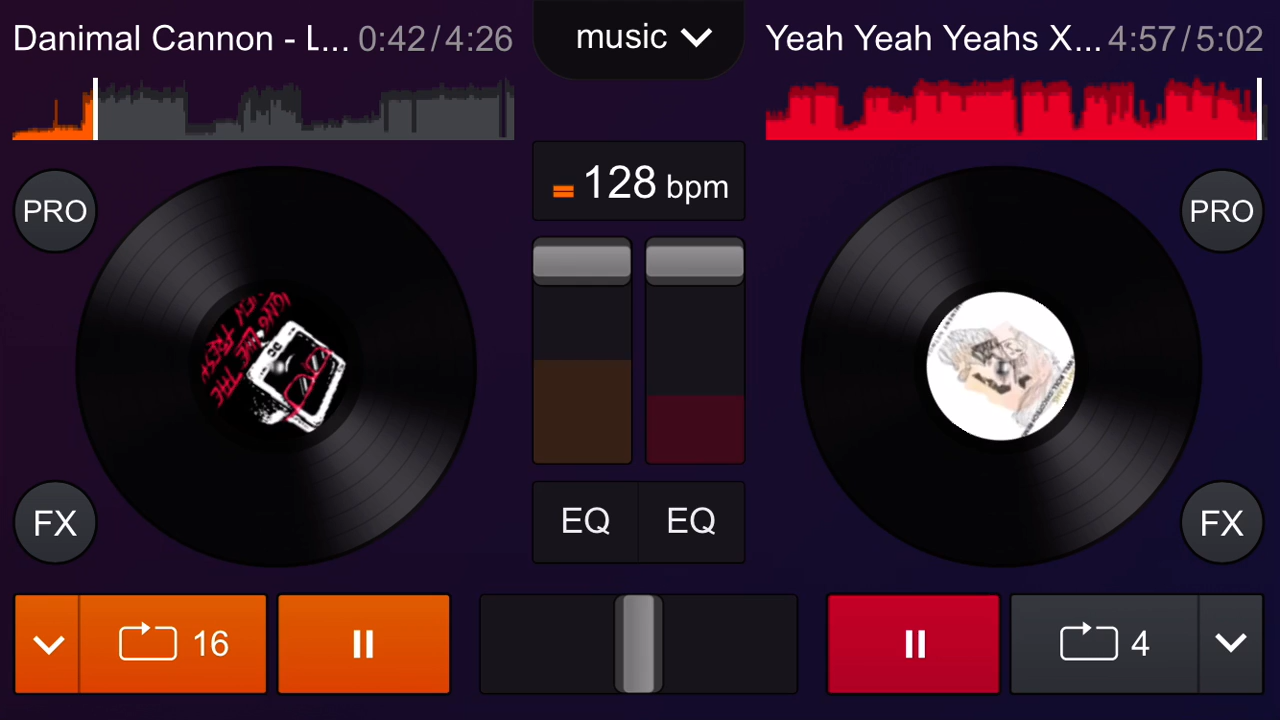 Danimal Cannon - L... 0:42/4:26
music
Yeah Yeah Yeahs X... 4:57/5:02
128 bpm
PRO
PRO
EQ
EQ
FX
FX
16
4